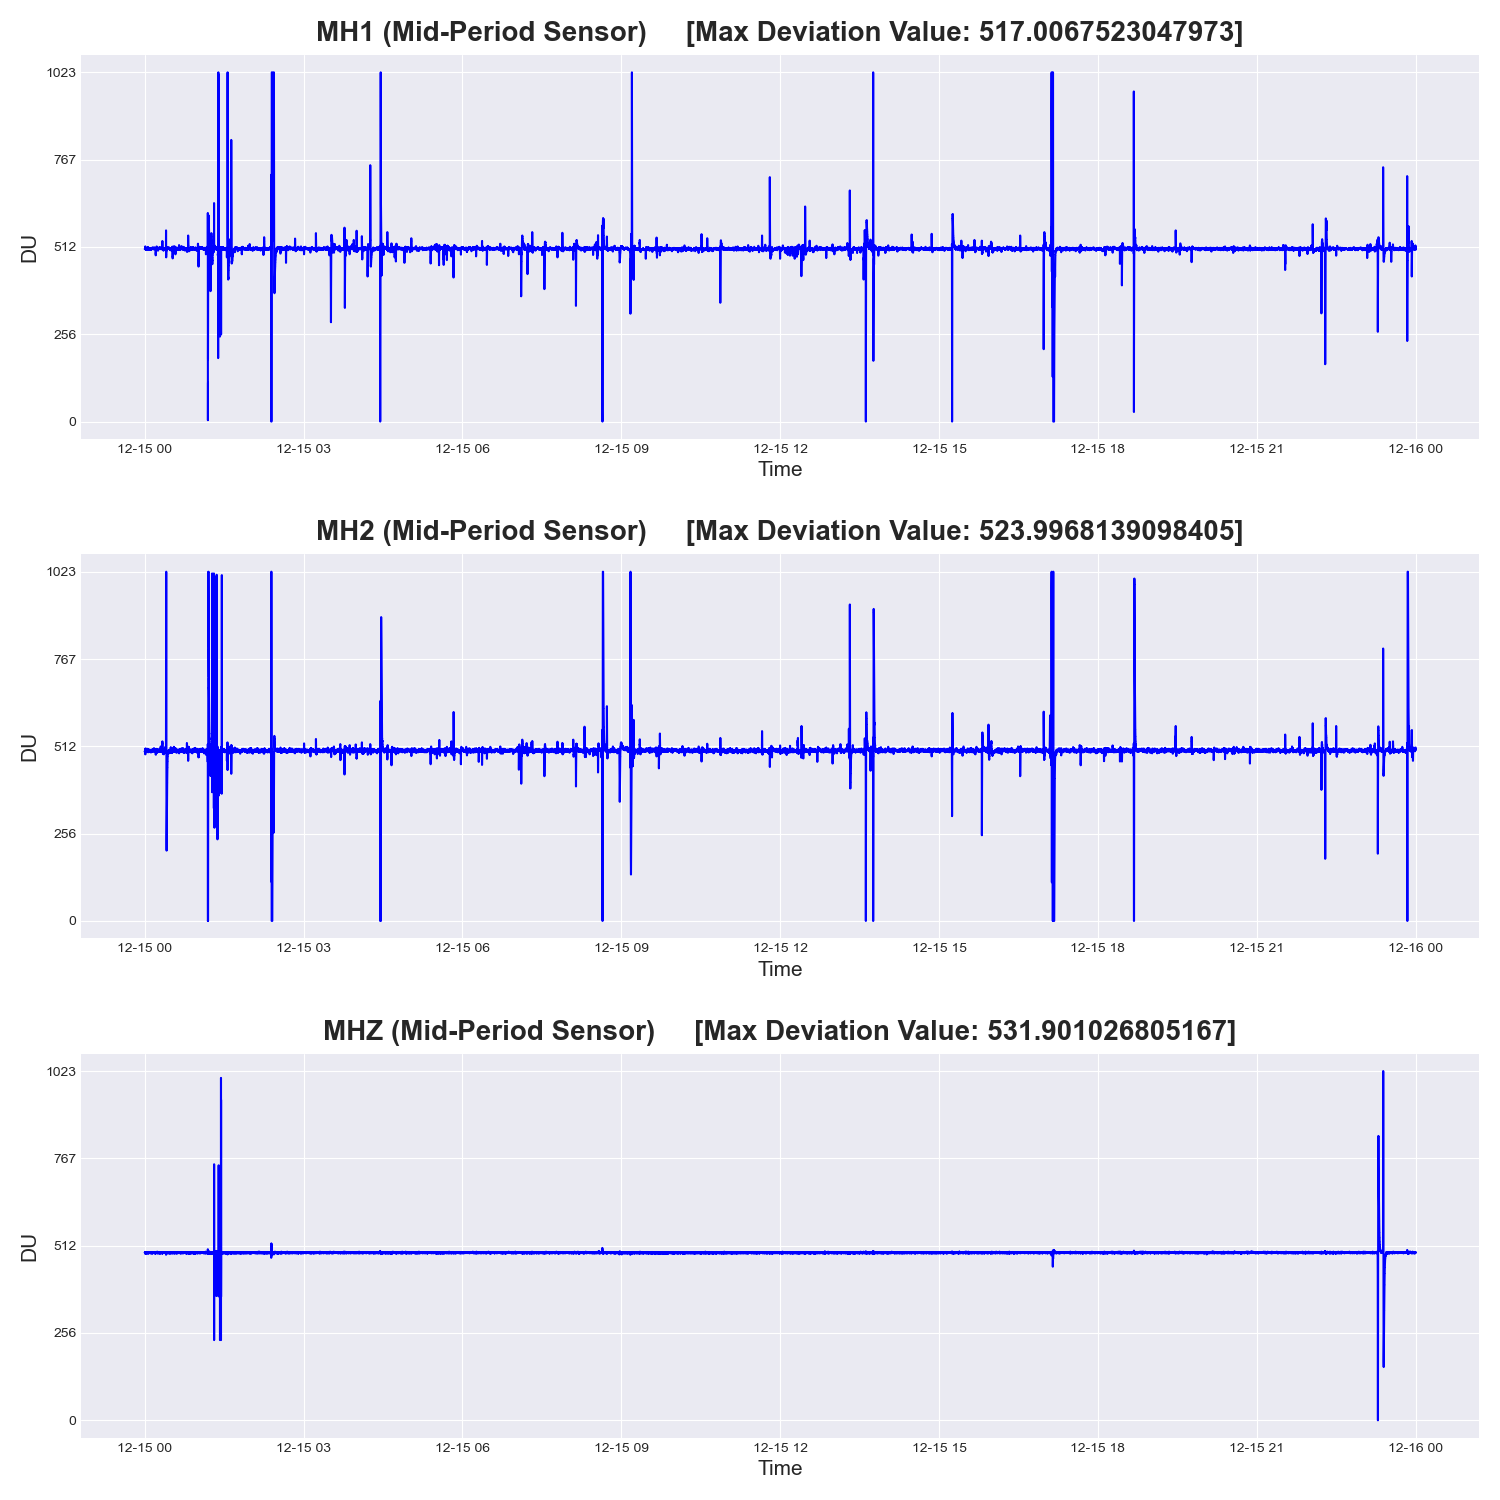 MH1 (Mid-Period Sensor) [Max Deviation Value: 517.0067523047973]
1023
767
512
256
0
DU
12-15 00 12-15 03 12-15 06 12-15 09 12-15 12 12-15 15 12-15 18 12-15 21 12-16 00
Time
MH2 (Mid-Period Sensor) [Max Deviation Value: 523.9968139098405]
1023
767
512
256
0
DU
12-15 00 12-15 03 12-15 06 12-15 09 12-15 12 12-15 15 12-15 18 12-15 21 12-16 00
Time
MHZ (Mid-Period Sensor) [Max Deviation Value: 531.901026805167]
1023
767
512
256
0
DU
12-15 00 12-15 03 12-15 06 12-15 09 12-15 12 12-15 15 12-15 18 12-15 21 12-16 00
Time